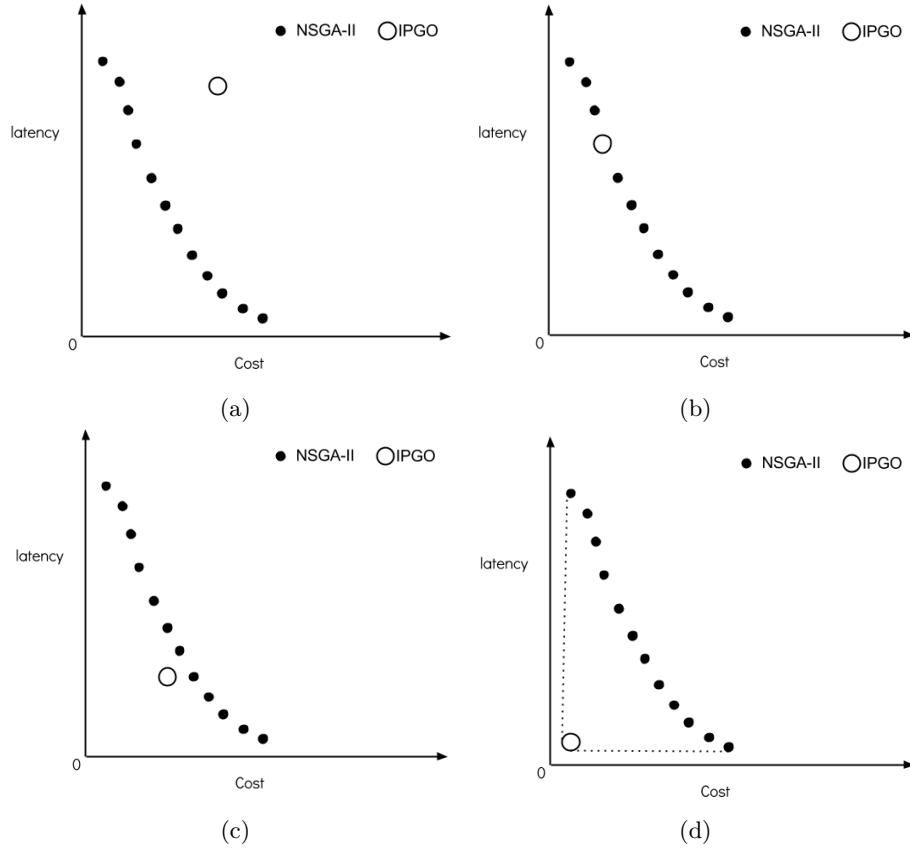 NSGA-II IPGO
latency
0
Cost
(a)
NSGA-II IPGO
latency
0
Cost
(b)
NSGA-II IPGO
latency
0
Cost
(c)
NSGA-II IPGO
latency
0
Cost
(d)